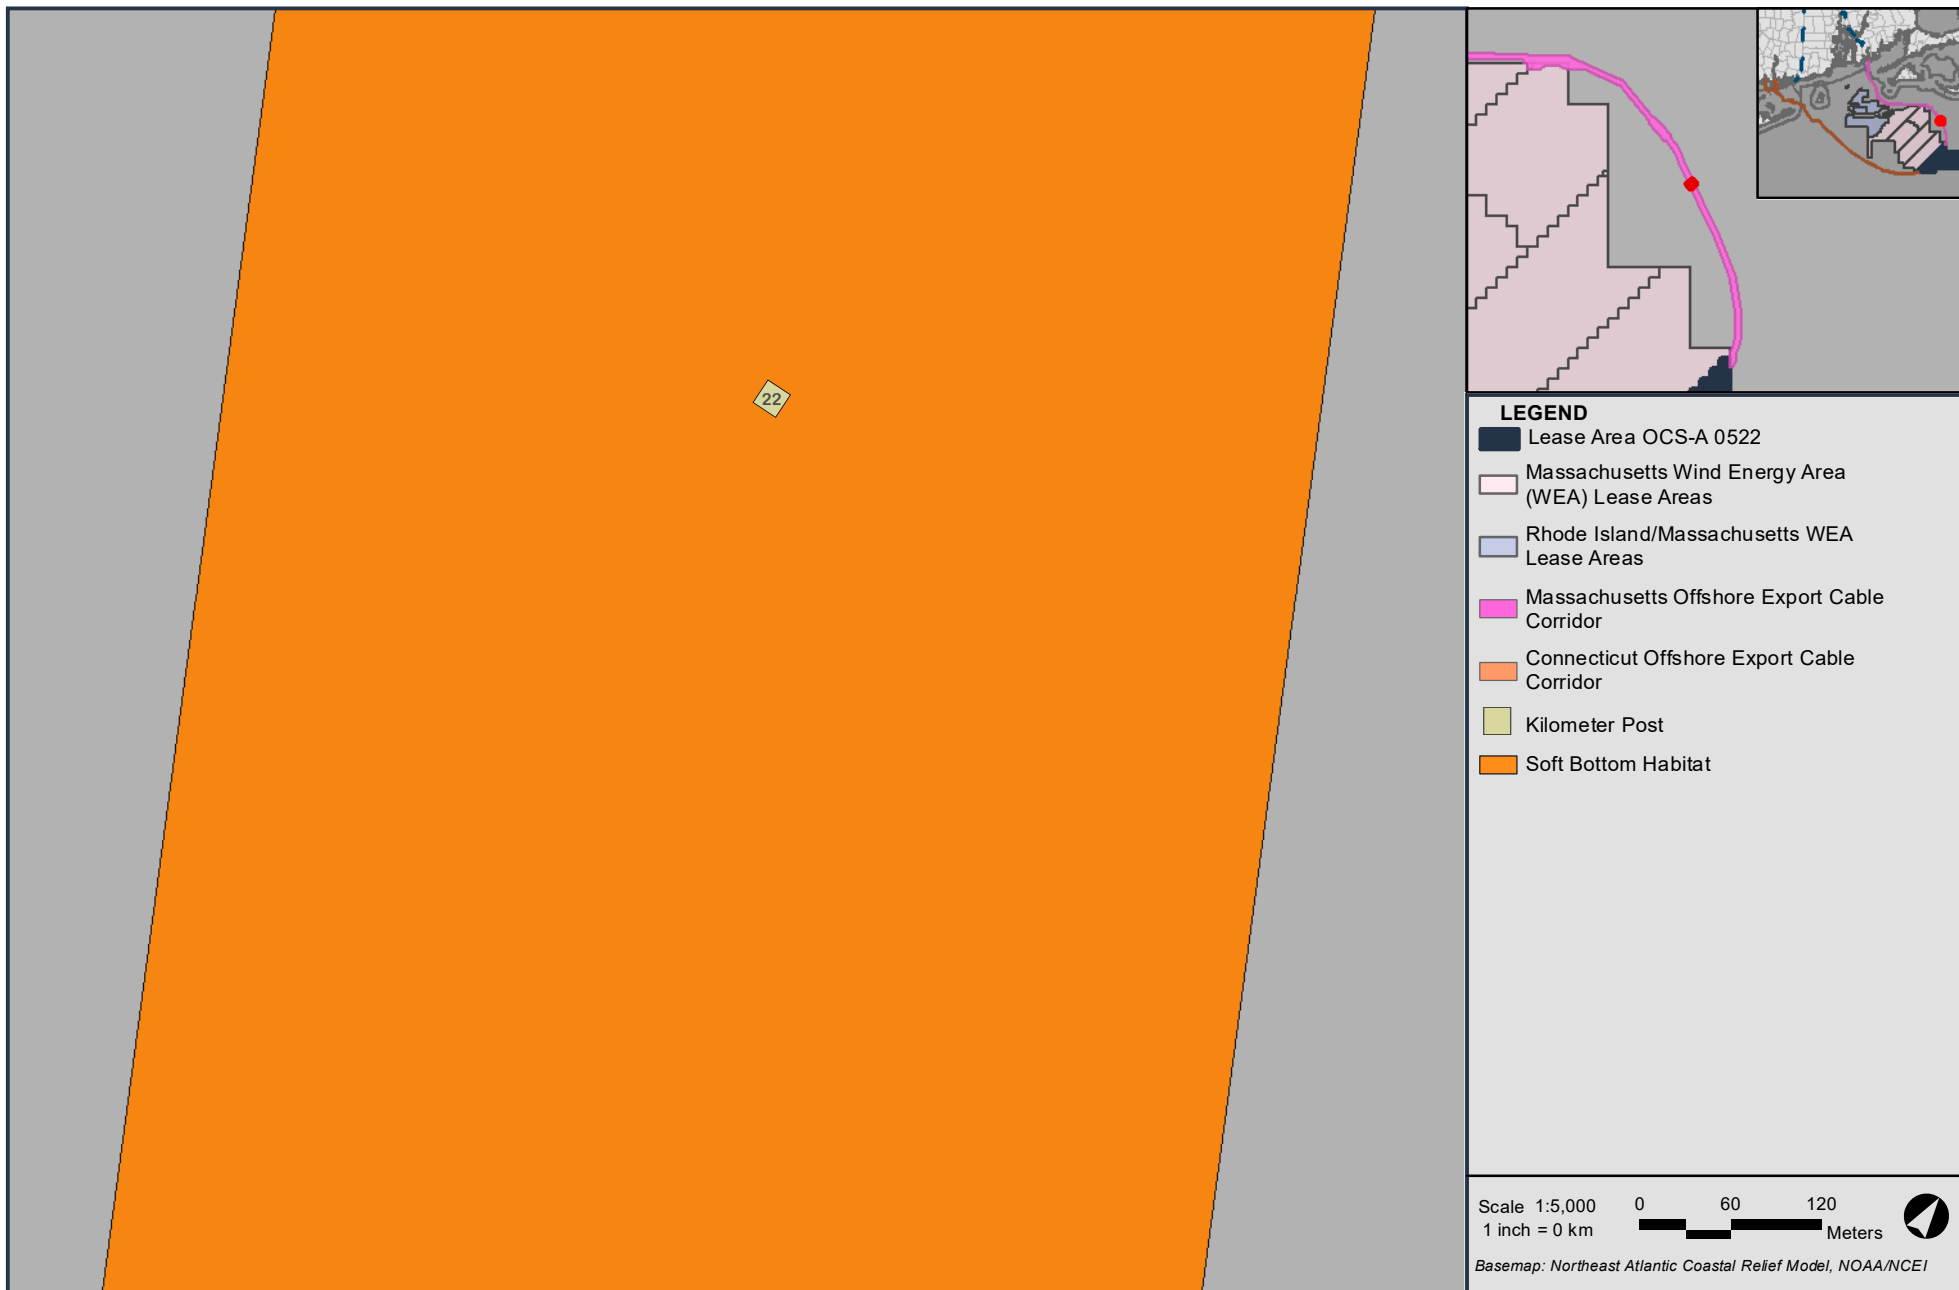 22
LEGEND
Lease Area OCS-A 0522
Massachusetts Wind Energy Area
(WEA) Lease Areas
Rhode Island/Massachusetts WEA
Lease Areas
Massachusetts Offshore Export Cable
Corridor
Connecticut Offshore Export Cable
Corridor
Kilometer Post
Soft Bottom Habitat
Scale 1:5,000
1 inch = 0 km
0 60 120
Meters
Basemap: Northeast Atlantic Coastal Relief Model, NOAA/NCEI